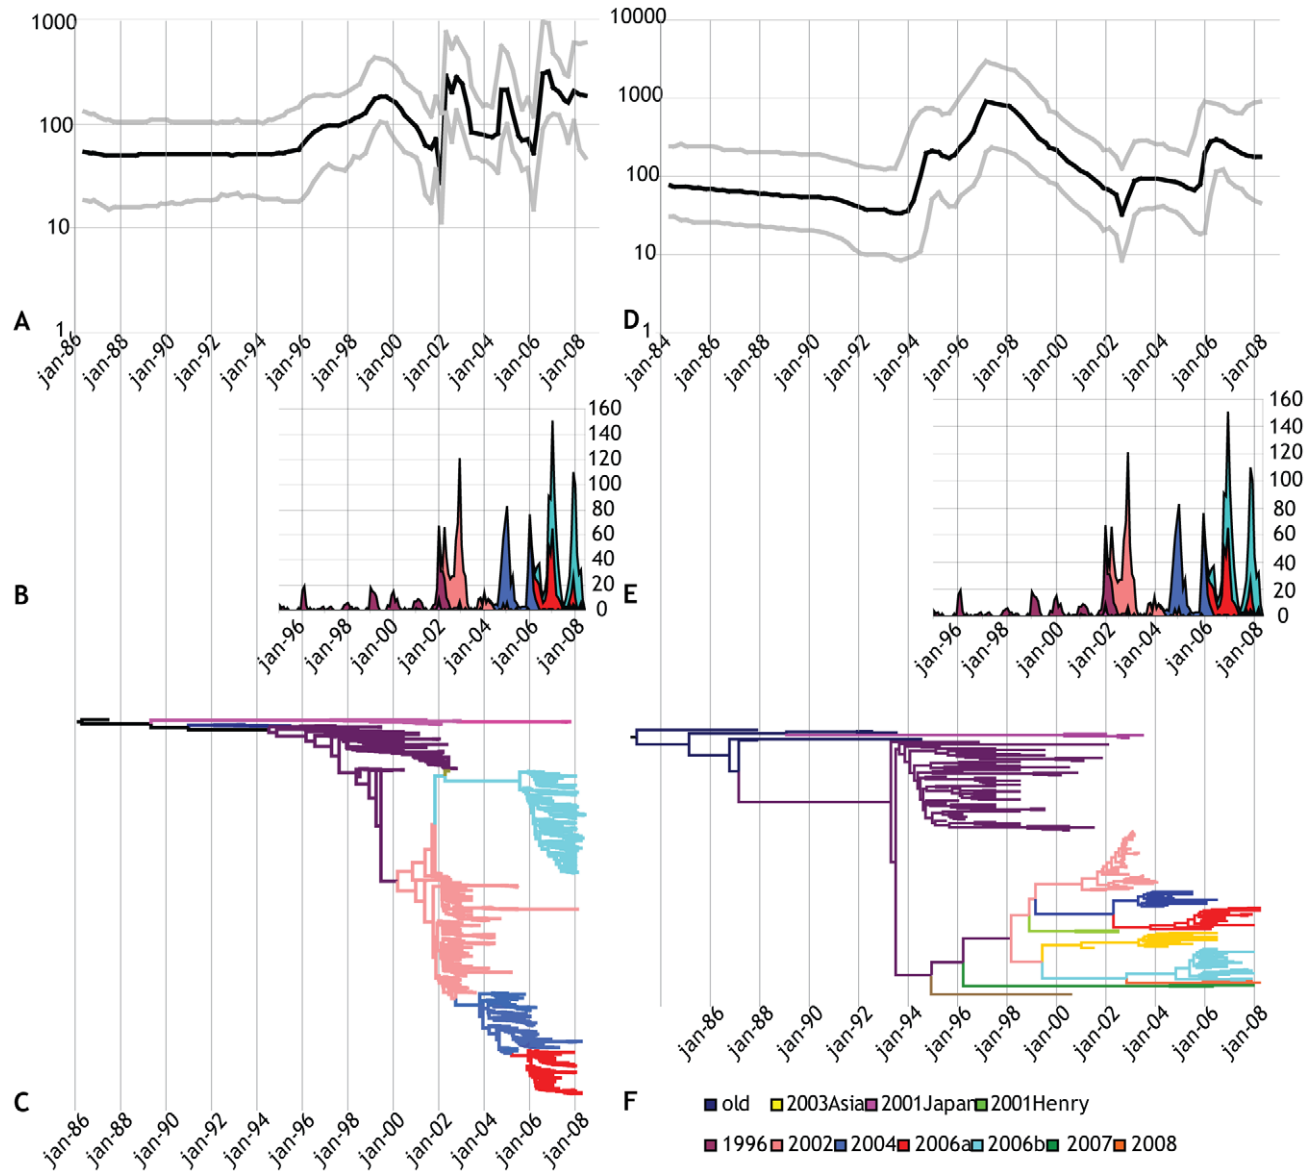 1000
100
10
1
A
jan-86 jan-88 jan-90 jan-92 jan-94 jan-96 jan-98 jan-00 jan-02 jan-04 jan-06 jan-08
10000
1000
100
10
1
D
jan-84 jan-86 jan-88 jan-90 jan-92 jan-94 jan-96 jan-98 jan-00 jan-02 jan-04 jan-06 jan-08
160
140
120
100
80
60
40
20
0
B
jan-96 jan-98 jan-00 jan-02 jan-04 jan-06 jan-08
160
140
120
100
80
60
40
20
0
E
jan-96 jan-98 jan-00 jan-02 jan-04 jan-06 jan-08
C
jan-86 jan-88 jan-90 jan-92 jan-94 jan-96 jan-98 jan-00 jan-02 jan-04 jan-06 jan-08
jan-86 jan-88 jan-90 jan-92 jan-94 jan-96 jan-98 jan-00 jan-02 jan-04 jan-06 jan-08
F
old 2003Asia 2001Japan 2001Henry
1996 2002 2004 2006a 2006b 2007 2008